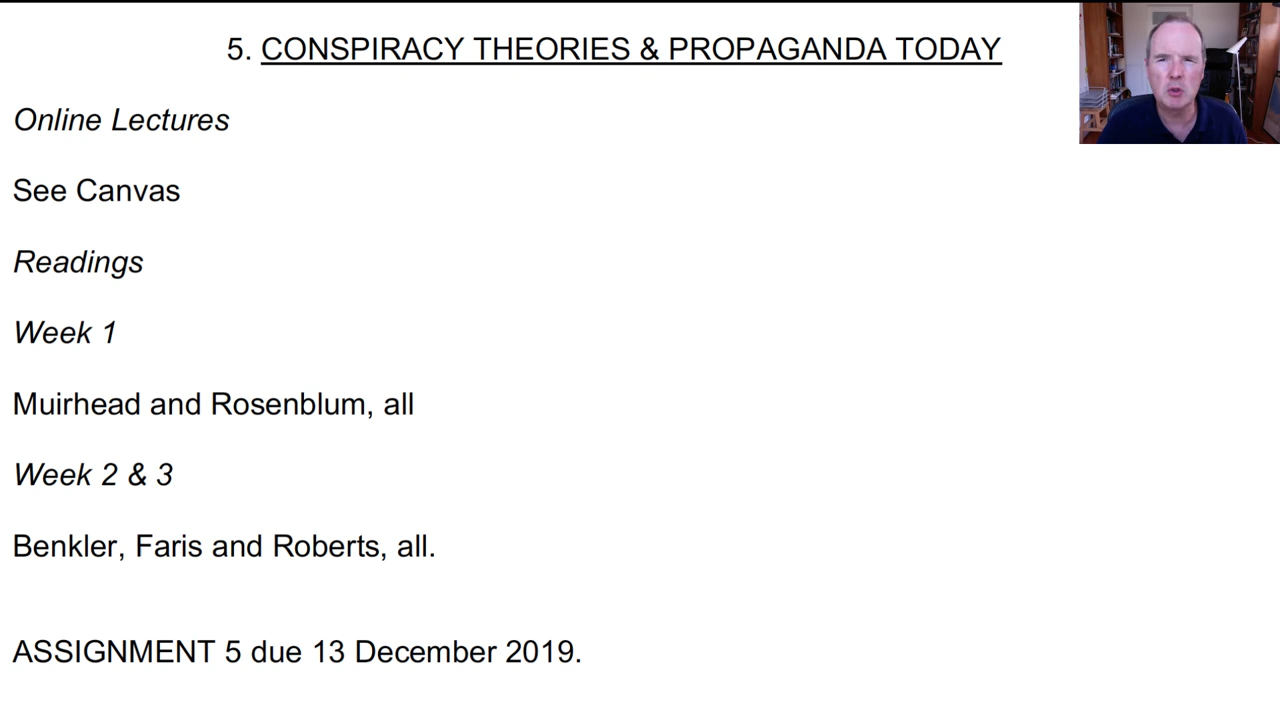 5. CONSPIRACY THEORIES & PROPAGANDA TODAY
Online Lectures
See Canvas
Readings
Week 1
Muirhead and Rosenblum, all
Week 2 & 3
Benkler, Faris and Roberts, all.
ASSIGNMENT 5 due 13 December 2019.